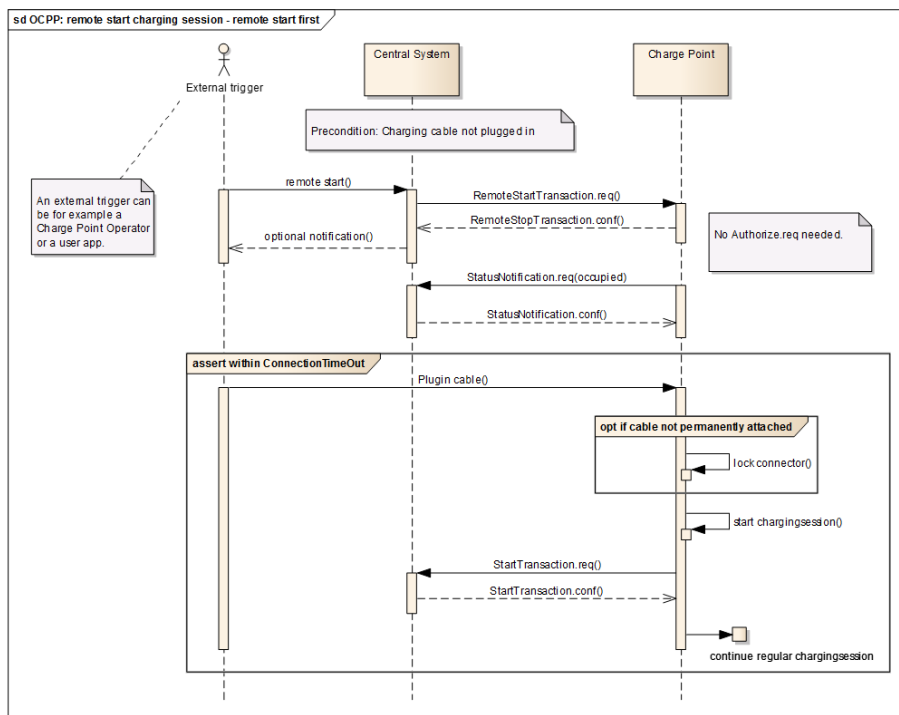 sd OCPP: remote start charging session - remote start first
External trigger
Central System
Charge Point
Precondition: Charging cable not plugged in
An external trigger can
be for example a
Charge Point Operator
or a user app.
remote start()
RemoteStartTransaction.req()
RemoteStopTransaction.conf()
optional notification()
No Authorize.req needed.
StatusNotification.req(occupied)
StatusNotification.conf()
assert within ConnectionTimeOut
Plugin cable()
opt if cable not permanently attached
lock connector()
start chargingsession()
StartTransaction.req()
StartTransaction.conf()
continue regular chargingsession